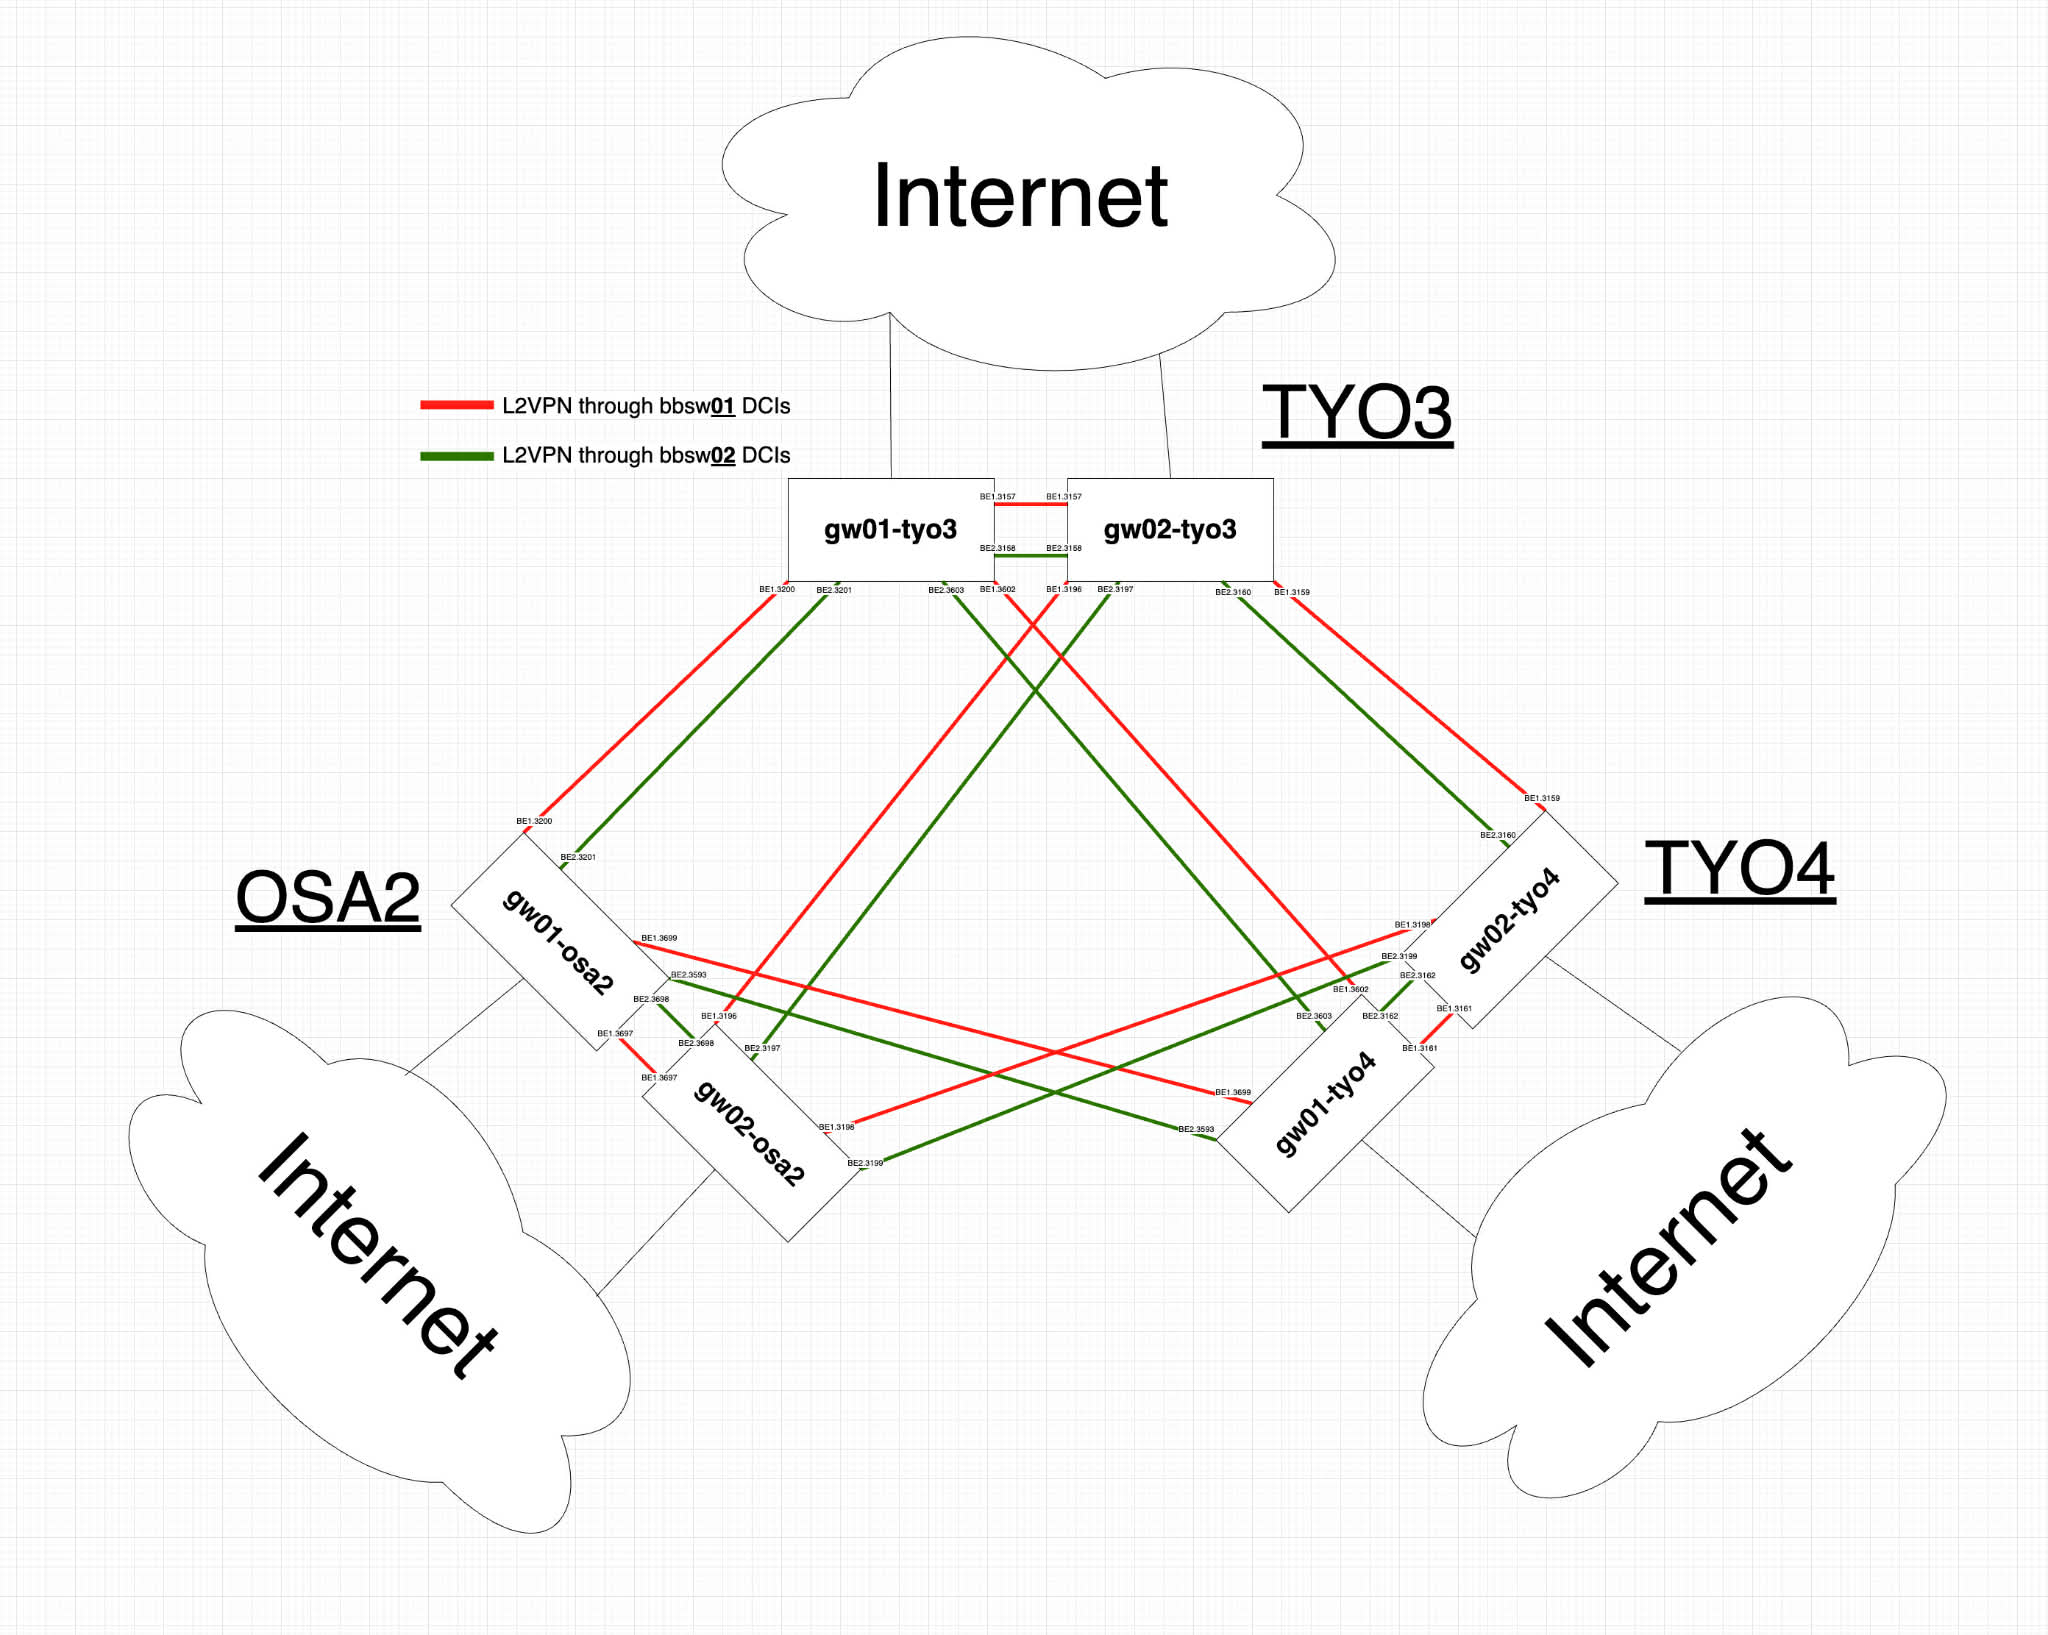 Internet
TYO3
L2VPN through bbsw01 DCIs
L2VPN through bbsw02 DCIs
BE1.3157 BE1.3157
gw01-tyo3 gw02-tyo3
BE2.3158 BE2.3158
BE1.3200 BE2.3201 BE2.3603 BE1.3602 BE1.3196 BE2.3197 BE2.3160 BE1.3159
BE1.3159
BE1.3200
BE2.3160
BE2.3201
OSA2
TYO4
gw01-osa2
gw02-tyo4
BE1.3699
BE1.3198
BE2.3199
BE2.3593
BE2.3162
BE1.3602
BE2.3698
BE1.3161
BE1.3196
BE2.3603
BE2.3162
BE1.3697
BE2.3698
BE2.3197
BE1.3161
BE1.3697
BE1.3699
gw02-osa2
gw01-tyo4
BE1.3198
BE2.3593
BE2.3199
Internet
Internet